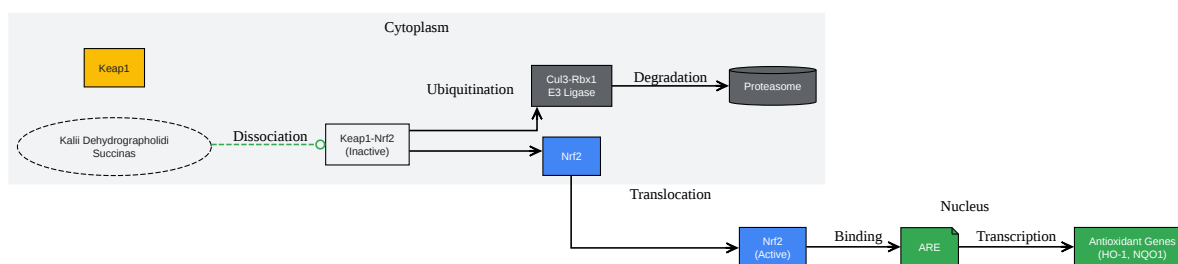 Cytoplasm
Keap1
Cul3-Rbx1
E3 Ligase
Degradation
Proteasome
Ubiquitination
Kalii Dehydrographolidi
Succinas
Dissociation
Keap1-Nrf2
(Inactive)
Nrf2
Translocation
Nucleus
Nrf2
(Active)
Binding
ARE
Transcription
Antioxidant Genes
(HO-1, NQO1)